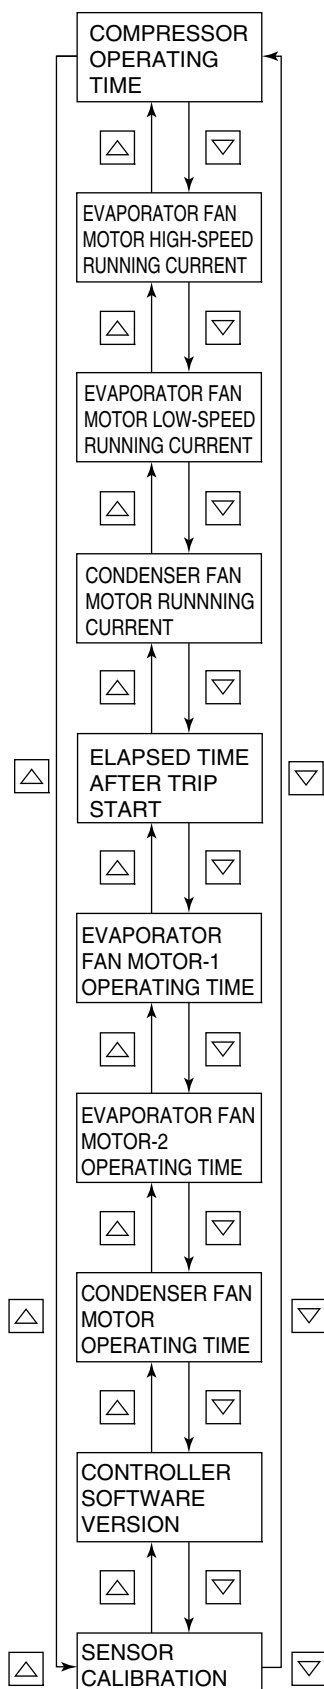 COMPRESSOR
OPERATING
TIME
EVAPORATOR FAN
MOTOR HIGH-SPEED
RUNNING CURRENT
EVAPORATOR FAN
MOTOR LOW-SPEED
RUNNING CURRENT
CONDENSER FAN
MOTOR RUNNNING
CURRENT
ELAPSED TIME
AFTER TRIP
START
EVAPORATOR
FAN MOTOR-1
OPERATING TIME
EVAPORATOR FAN
MOTOR-2
OPERATING TIME
CONDENSER FAN
MOTOR
OPERATING TIME
CONTROLLER
SOFTWARE
VERSION
SENSOR
CALIBRATION